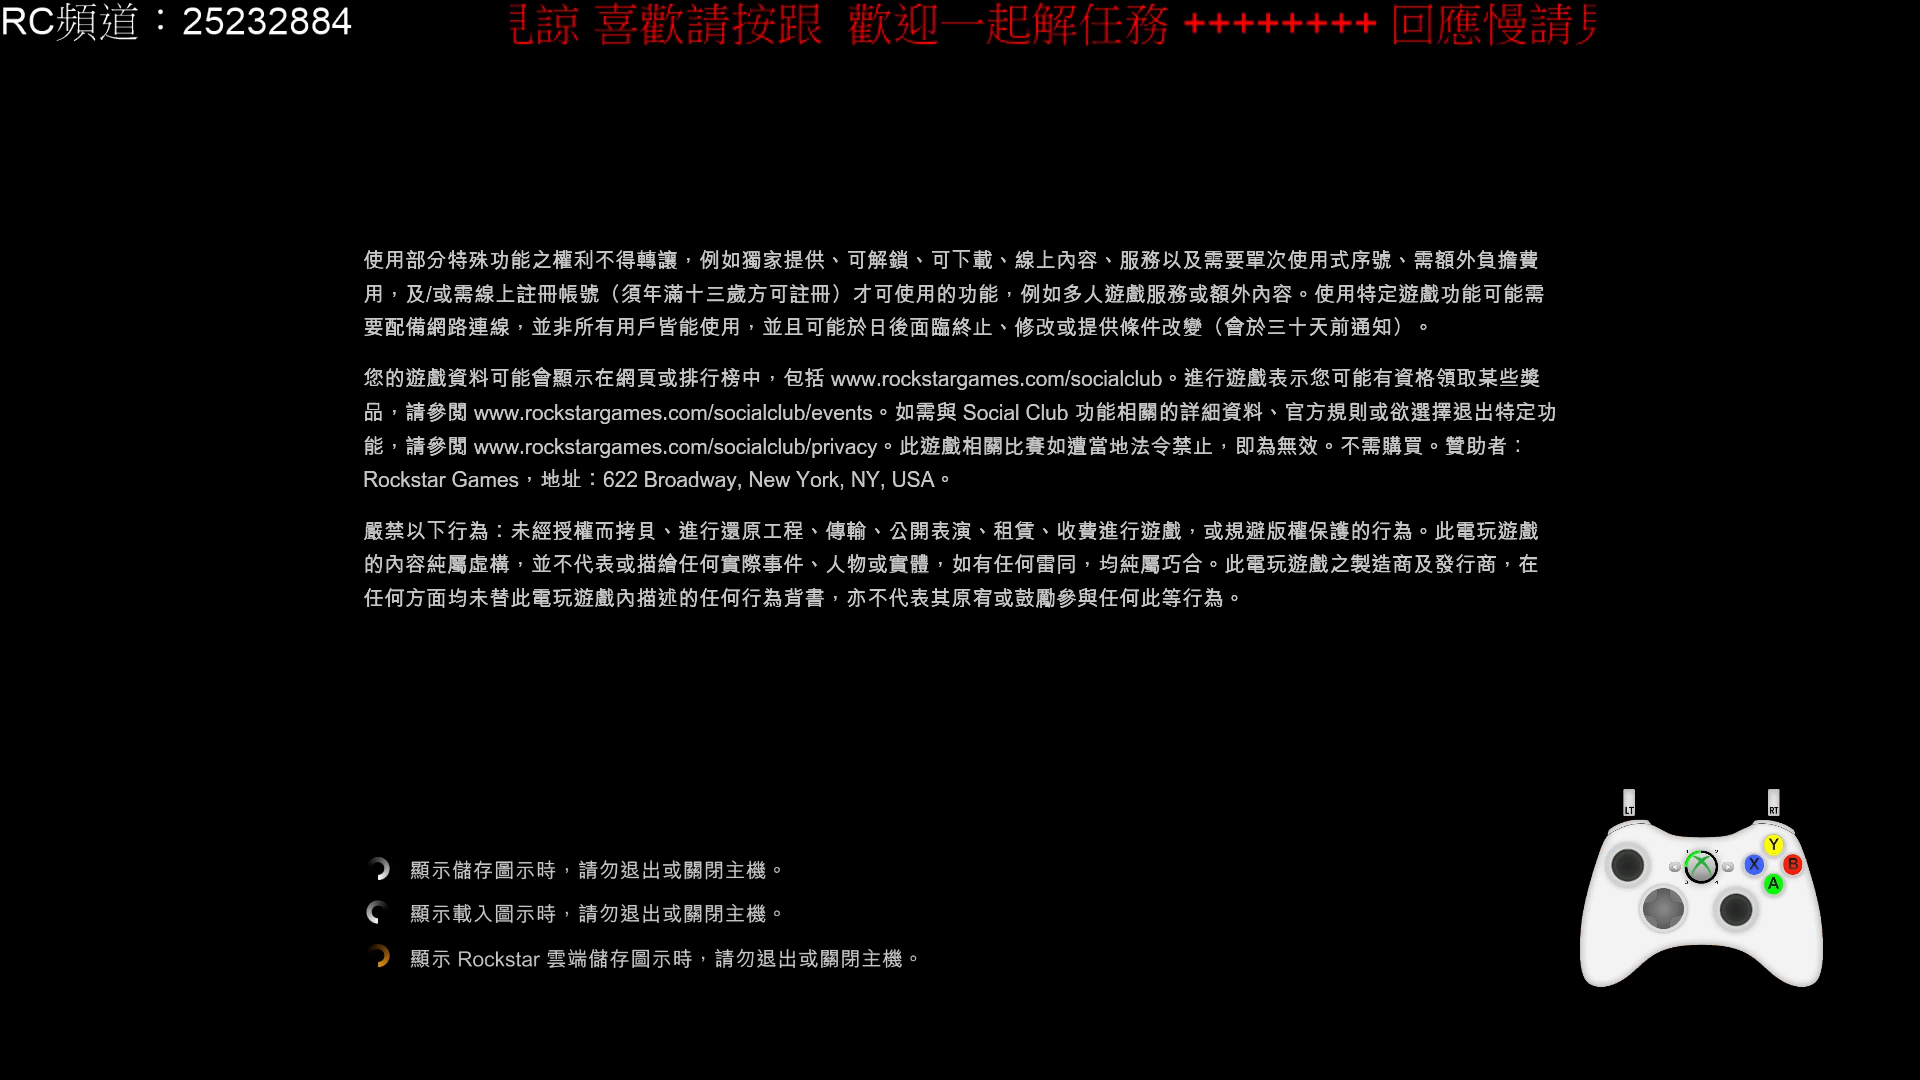 RC頻道：25232884
見諒 喜歡請按跟 歡迎一起解任務 ++++++++ 回應慢請見
使用部分特殊功能之權利不得轉讓，例如獨家提供、可解鎖、可下載、線上內容、服務以及需要單次使用式序號、需額外負擔費
用，及/或需線上註冊帳號（須年滿十三歲方可註冊）才可使用的功能，例如多人遊戲服務或額外內容。使用特定遊戲功能可能需
要配備網路連線，並非所有用戶皆能使用，並且可能於日後面臨終止、修改或提供條件改變（會於三十天前通知）。
您的遊戲資料可能會顯示在網頁或排行榜中，包括 www.rockstargames.com/socialclub。進行遊戲表示您可能有資格領取某些獎
品，請參閱 www.rockstargames.com/socialclub/events。如需與 Social Club 功能相關的詳細資料、官方規則或欲選擇退出特定功
能，請參閱 www.rockstargames.com/socialclub/privacy。此遊戲相關比賽如遭當地法令禁止，即為無效。不需購買。贊助者：
Rockstar Games，地址：622 Broadway, New York, NY, USA。
嚴禁以下行為：未經授權而拷貝、進行還原工程、傳輸、公開表演、租賃、收費進行遊戲，或規避版權保護的行為。此電玩遊戲
的內容純屬虛構，並不代表或描繪任何實際事件、人物或實體，如有任何雷同，均純屬巧合。此電玩遊戲之製造商及發行商，在
任何方面均未替此電玩遊戲內描述的任何行為背書，亦不代表其原宥或鼓勵參與任何此等行為。
LT
RT
Y
X
B
A
顯示儲存圖示時，請勿退出或關閉主機。
顯示載入圖示時，請勿退出或關閉主機。
顯示 Rockstar 雲端儲存圖示時，請勿退出或關閉主機。